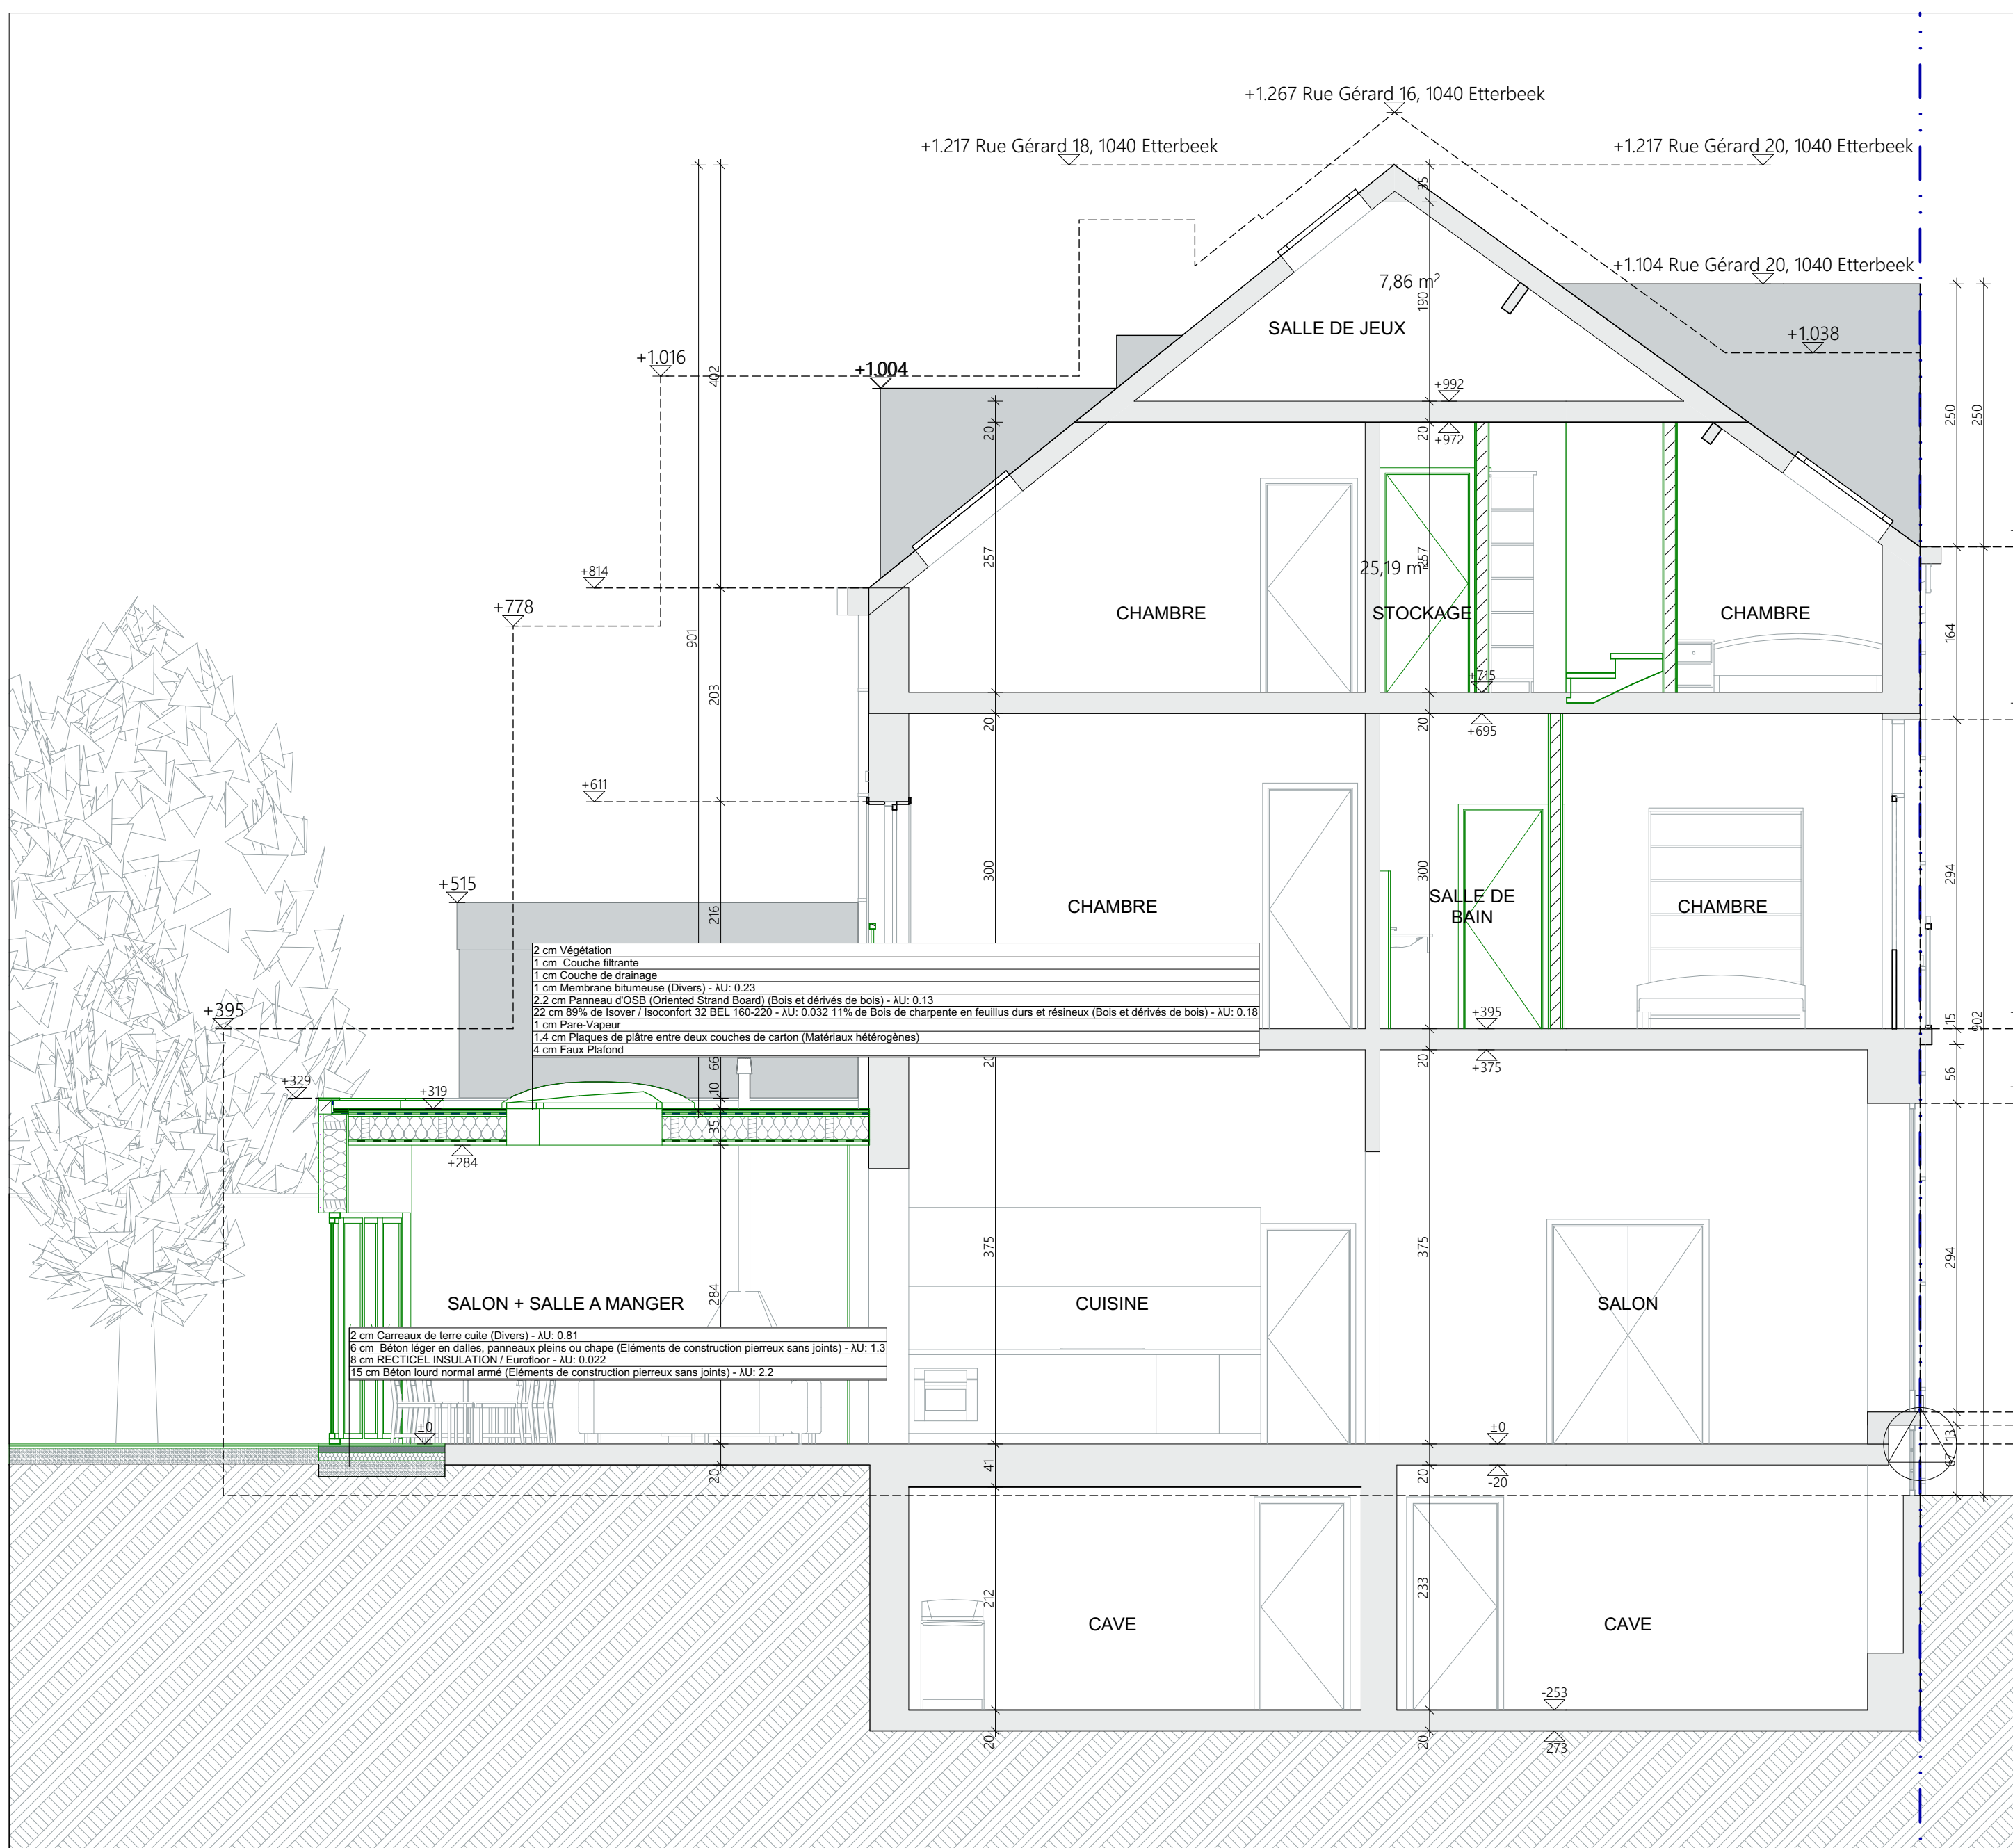 +1.267 Rue Gérard 16, 1040 Etterbeek
+1.217 Rue Gérard 18, 1040 Etterbeek
+1.217 Rue Gérard 20, 1040 Etterbeek
35
+1.104 Rue Gérard 20, 1040 Etterbeek
7,86 m²
190
SALLE DE JEUX
+1.038
+1.016
+1.004
402
+992
250
250
20
20
+972
257
257
25,19 m²
+814
+778
CHAMBRE
STOCKAGE
CHAMBRE
901
164
203
+715
20
20
+695
+611
300
300
294
+515
216
CHAMBRE
SALLE DE
BAIN
CHAMBRE
2 cm Végétation
1 cm Couche filtrante
1 cm Couche de drainage
1 cm Membrane bitumeuse (Divers) - λU: 0.23
2.2 cm Panneau d'OSB (Oriented Strand Board) (Bois et dérivés de bois) - λU: 0.13
22 cm 89% de Isover / Isoconfort 32 BEL 160-220 - λU: 0.032 11% de Bois de charpente en feuillus durs et résineux (Bois et dérivés de bois) - λU: 0.18
1 cm Pare-Vapeur
1.4 cm Plaques de plâtre entre deux couches de carton (Matériaux hétérogènes)
4 cm Faux Plafond
+395
+395
15
902
66
20
20
+375
56
+329
+319
10
35
+284
375
375
294
284
SALON + SALLE A MANGER
CUISINE
SALON
2 cm Carreaux de terre cuite (Divers) - λU: 0.81
6 cm Béton léger en dalles, panneaux pleins ou chape (Eléments de construction pierreux sans joints) - λU: 1.3
8 cm RECTICEL INSULATION / Eurofloor - λU: 0.022
15 cm Béton lourd normal armé (Eléments de construction pierreux sans joints) - λU: 2.2
±0
±0
13
67
20
41
20
-20
212
233
CAVE
CAVE
-253
20
20
-273